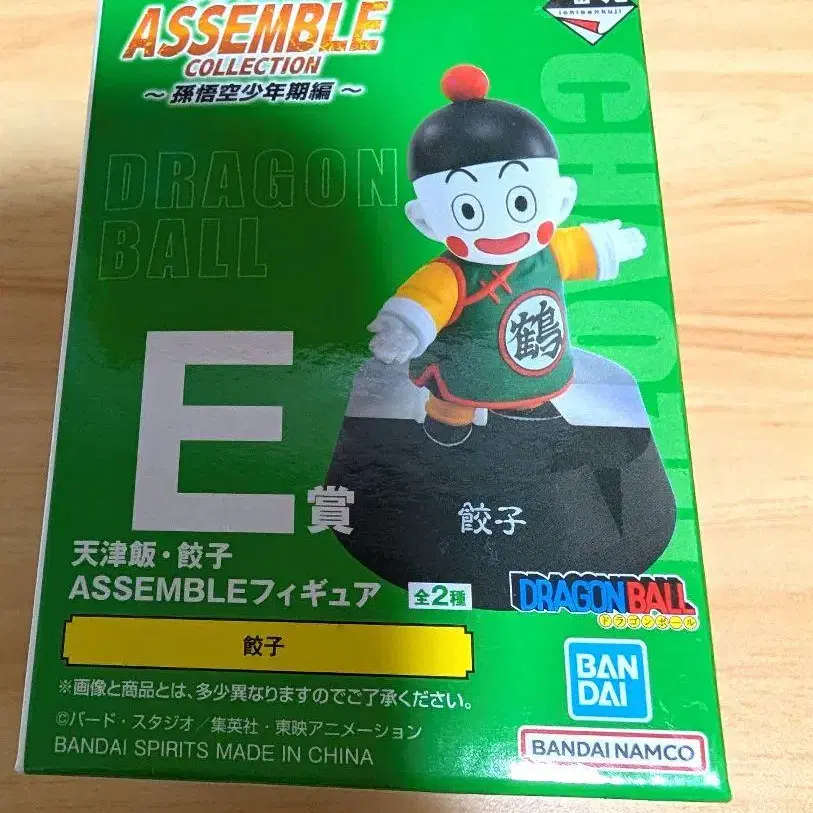 ichibankuji
ASSEMBLE
COLLECTION
～ 孫悟空少年期編 ～
DRAGON
BALL
鶴
E賞
餃子
天津飯・餃子
ASSEMBLEフィギュア 全2種
餃子
※画像と商品とは、多少異なりますのでご了承ください。
©バード・スタジオ／集英社・東映アニメーション
BANDAI SPIRITS MADE IN CHINA
DRAGONBALL
ドラゴンボール
BAN
DAI
BANDAI NAMCO